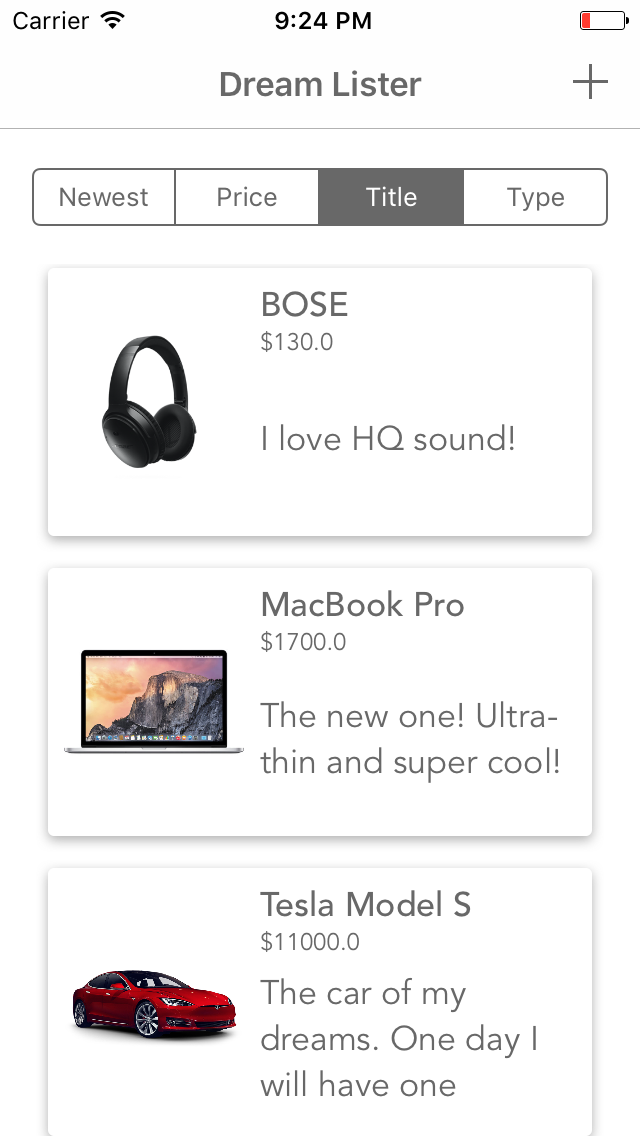 Carrier 9:24 PM
Dream Lister
Newest Price Title Type
BOSE
$130.0
I love HQ sound!
MacBook Pro
$1700.0
The new one! Ultra-
thin and super cool!
Tesla Model S
$11000.0
The car of my
dreams. One day I
will have one